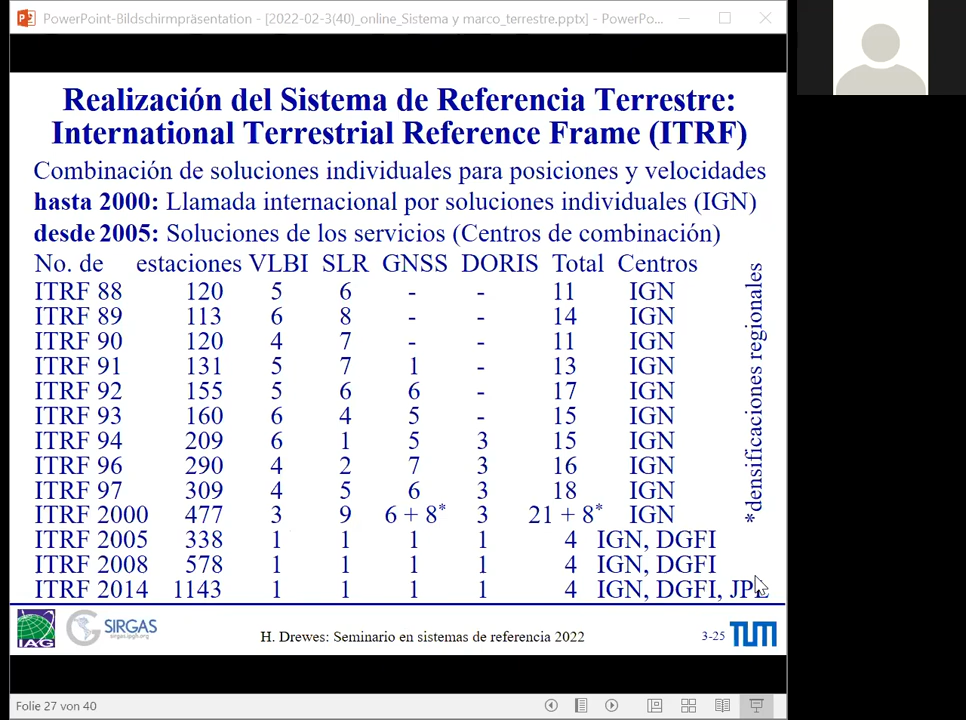 PowerPoint-Bildschirmpräsentation - [2022-02-3(40)_online_Sistema y marco_terrestre.pptx] - PowerPo...
Realización del Sistema de Referencia Terrestre:
International Terrestrial Reference Frame (ITRF)
Combinación de soluciones individuales para posiciones y velocidades
hasta 2000: Llamada internacional por soluciones individuales (IGN)
desde 2005: Soluciones de los servicios (Centros de combinación)
No. de estaciones VLBI SLR GNSS DORIS Total Centros
ITRF 88 120 5 6 - - 11 IGN
ITRF 89 113 6 8 - - 14 IGN
ITRF 90 120 4 7 - - 11 IGN
ITRF 91 131 5 7 1 - 13 IGN
ITRF 92 155 5 6 6 - 17 IGN
ITRF 93 160 6 4 5 - 15 IGN
ITRF 94 209 6 1 5 3 15 IGN
ITRF 96 290 4 2 7 3 16 IGN
ITRF 97 309 4 5 6 3 18 IGN
ITRF 2000 477 3 9 6 + 8* 3 21 + 8* IGN
ITRF 2005 338 1 1 1 1 4 IGN, DGFI
ITRF 2008 578 1 1 1 1 4 IGN, DGFI
ITRF 2014 1143 1 1 1 1 4 IGN, DGFI, JPL
*densificaciones regionales
IAG
SIRGAS
sirgas.ipgh.org
H. Drewes: Seminario en sistemas de referencia 2022
3-25
TUM
Folie 27 von 40